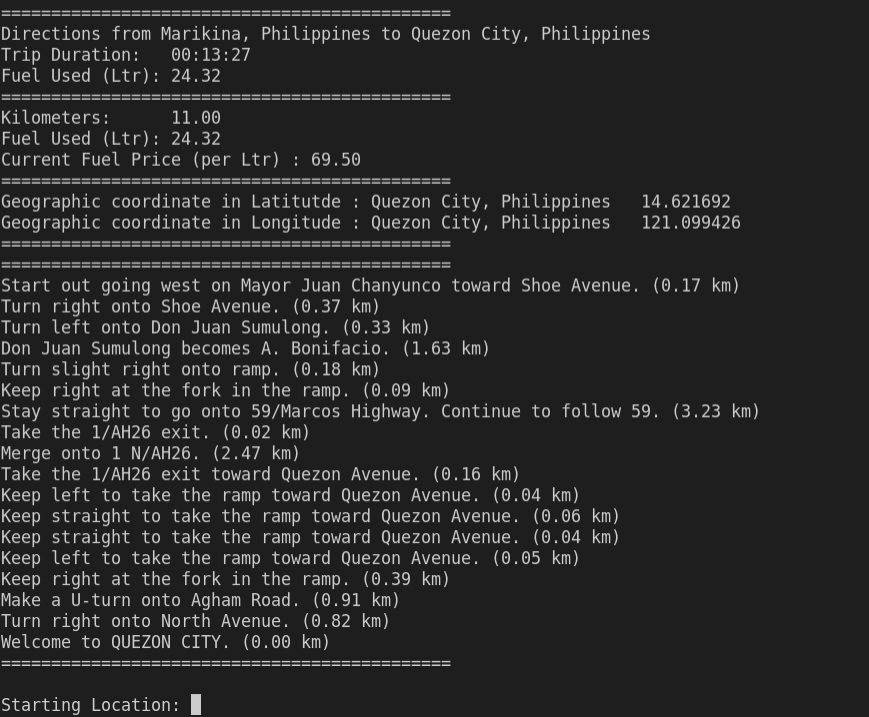 =============================================
Directions from Marikina, Philippines to Quezon City, Philippines
Trip Duration:   00:13:27
Fuel Used (Ltr): 24.32
=============================================
Kilometers:      11.00
Fuel Used (Ltr): 24.32
Current Fuel Price (per Ltr) : 69.50
=============================================
Geographic coordinate in Latitutde : Quezon City, Philippines   14.621692
Geographic coordinate in Longitude : Quezon City, Philippines   121.099426
=============================================
=============================================
Start out going west on Mayor Juan Chanyunco toward Shoe Avenue. (0.17 km)
Turn right onto Shoe Avenue. (0.37 km)
Turn left onto Don Juan Sumulong. (0.33 km)
Don Juan Sumulong becomes A. Bonifacio. (1.63 km)
Turn slight right onto ramp. (0.18 km)
Keep right at the fork in the ramp. (0.09 km)
Stay straight to go onto 59/Marcos Highway. Continue to follow 59. (3.23 km)
Take the 1/AH26 exit. (0.02 km)
Merge onto 1 N/AH26. (2.47 km)
Take the 1/AH26 exit toward Quezon Avenue. (0.16 km)
Keep left to take the ramp toward Quezon Avenue. (0.04 km)
Keep straight to take the ramp toward Quezon Avenue. (0.06 km)
Keep straight to take the ramp toward Quezon Avenue. (0.04 km)
Keep left to take the ramp toward Quezon Avenue. (0.05 km)
Keep right at the fork in the ramp. (0.39 km)
Make a U-turn onto Agham Road. (0.91 km)
Turn right onto North Avenue. (0.82 km)
Welcome to QUEZON CITY. (0.00 km)
=============================================
Starting Location: